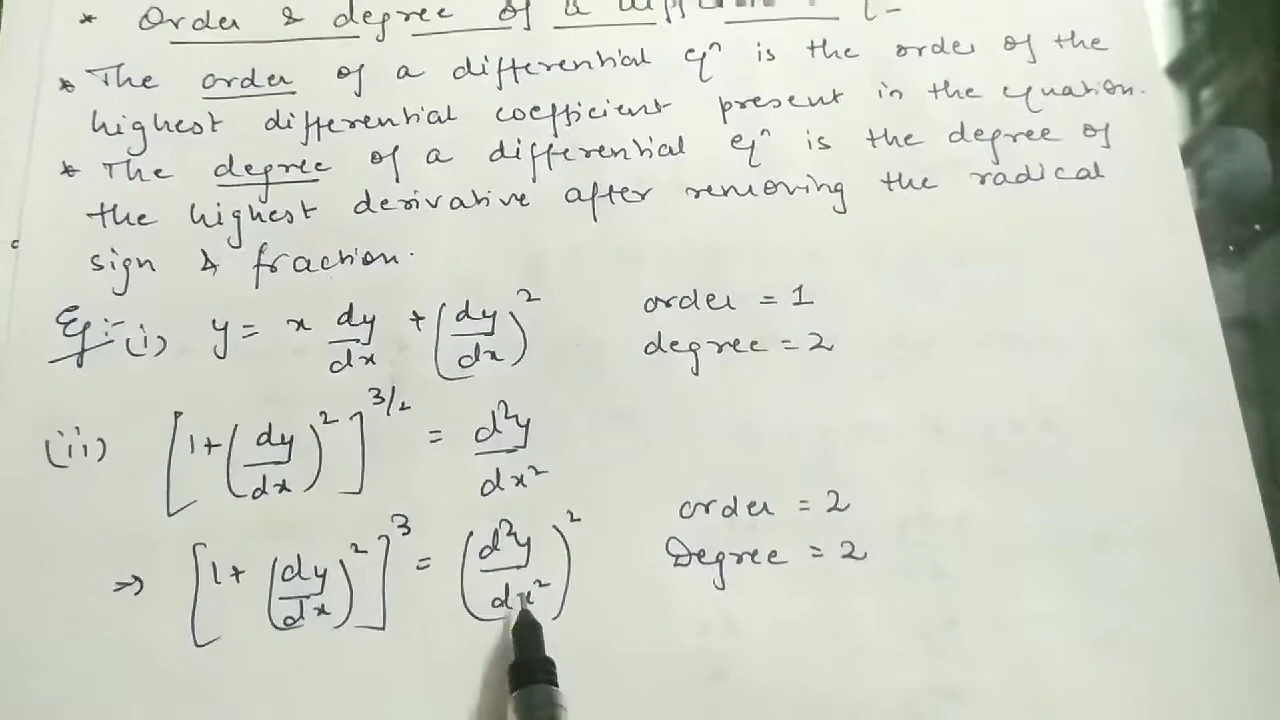 * Order & degree of a
* The order of a differential eqⁿ is the order of the
highest differential coefficient present in the equation.
* The degree of a differential eqⁿ is the degree of
the highest derivative after removing the radical
sign & fraction.
Eg:- (i) y = x dy/dx + (dy/dx)² order = 1
degree = 2
(ii) [1+(dy/dx)²]^3/2 = d²y/dx²
⇒ [1+(dy/dx)²]³ = (d²y/dx²)² order = 2
Degree = 2